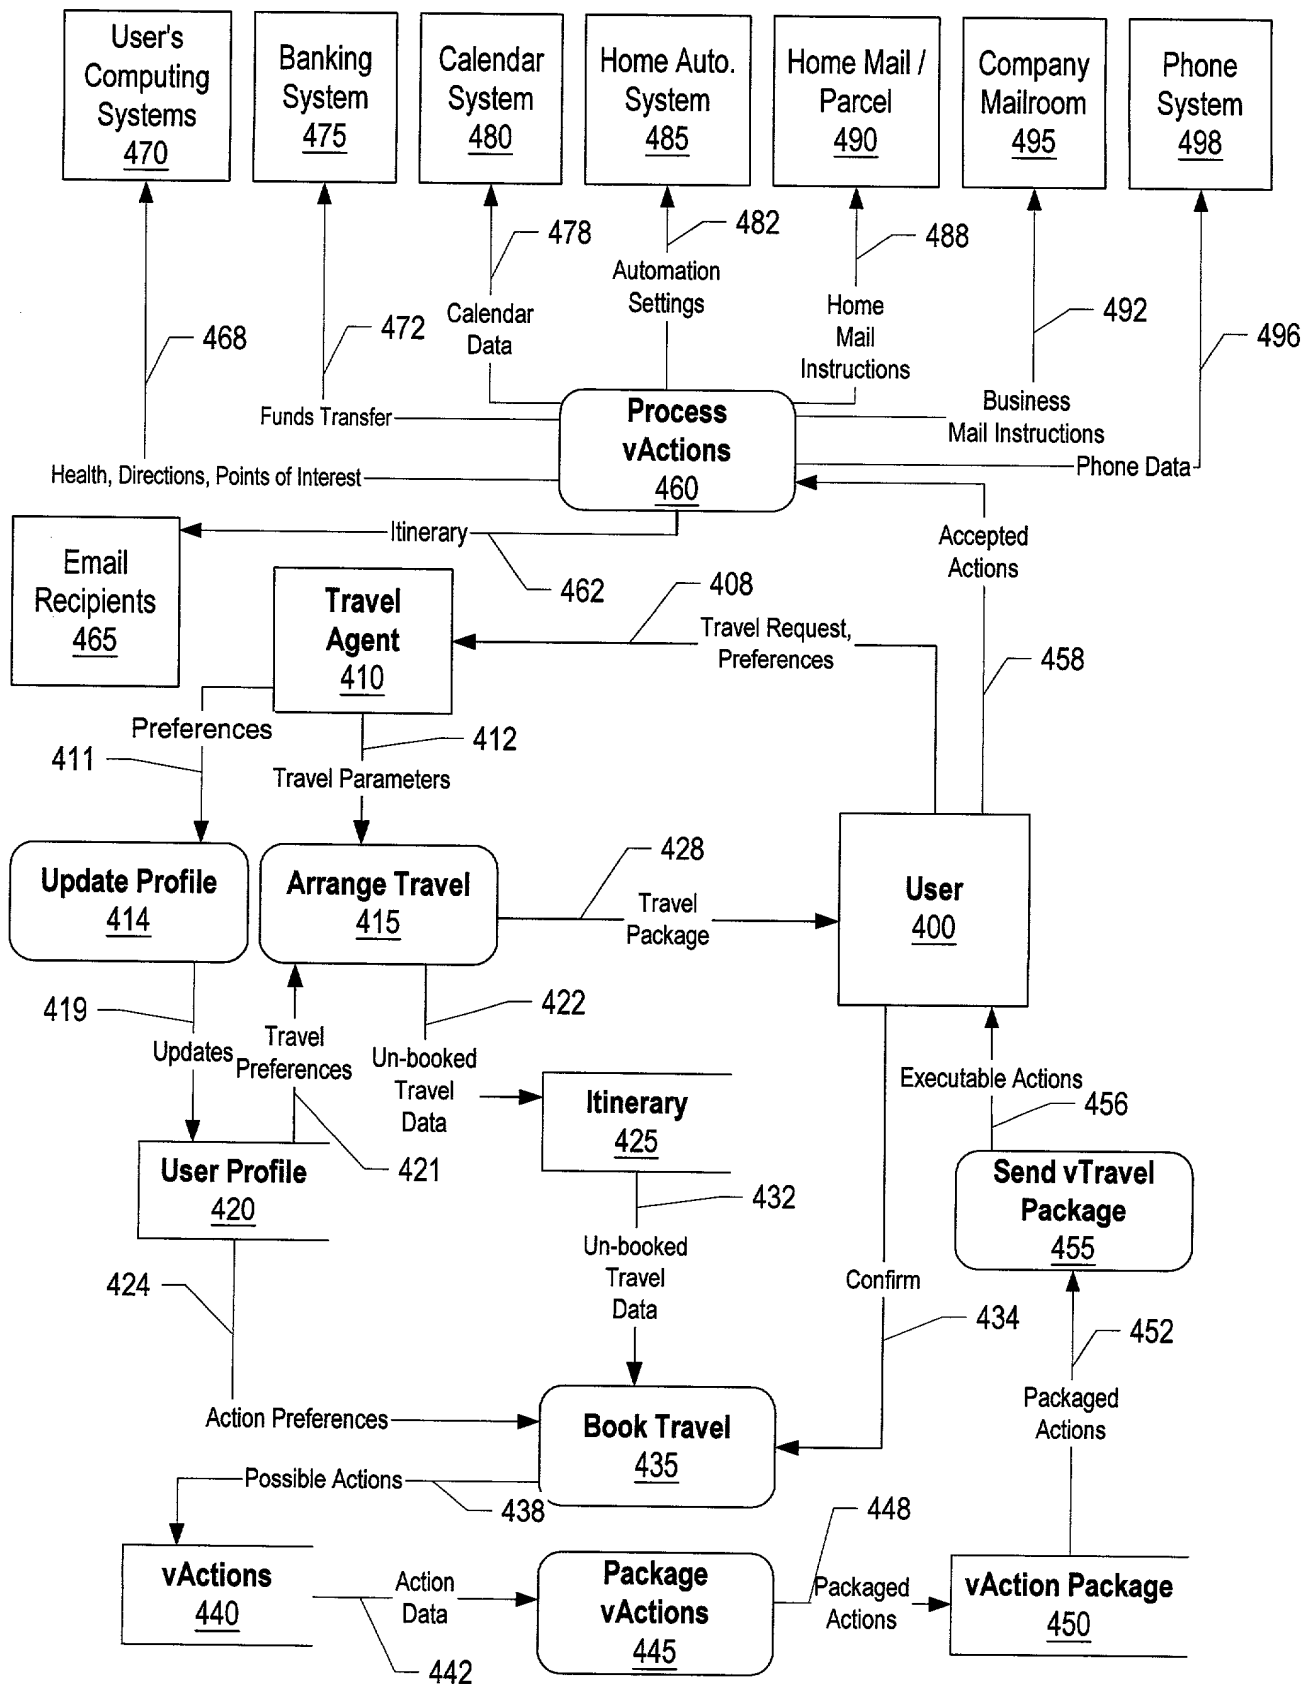 User's
Computing
Systems
470
Banking
System
475
Calendar
System
480
Home Auto.
System
485
Home Mail /
Parcel
490
Company
Mailroom
495
Phone
System
498
468
472
478
482
488
492
496
Calendar
Data
Automation
Settings
Home
Mail
Instructions
Funds Transfer
Business
Mail Instructions
Health, Directions, Points of Interest
Phone Data
Process
vActions
460
Itinerary
462
Accepted
Actions
458
Email
Recipients
465
Travel
Agent
410
408
Travel Request,
Preferences
Preferences
411
412
Travel Parameters
Update Profile
414
Arrange Travel
415
428
Travel
Package
User
400
419
Updates
Travel
Preferences
421
422
Un-booked
Travel
Data
Itinerary
425
Executable Actions
456
User Profile
420
432
Un-booked
Travel
Data
Send vTravel
Package
455
424
Confirm
434
452
Packaged
Actions
Action Preferences
Book Travel
435
Possible Actions
438
448
vActions
440
Action
Data
442
Package
vActions
445
Packaged
Actions
vAction Package
450